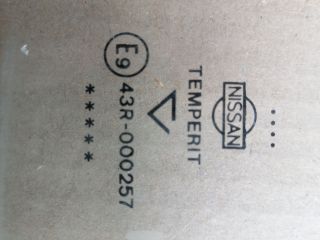 ....
NISSAN
TEMPERIT
E9 43R-000257
*****